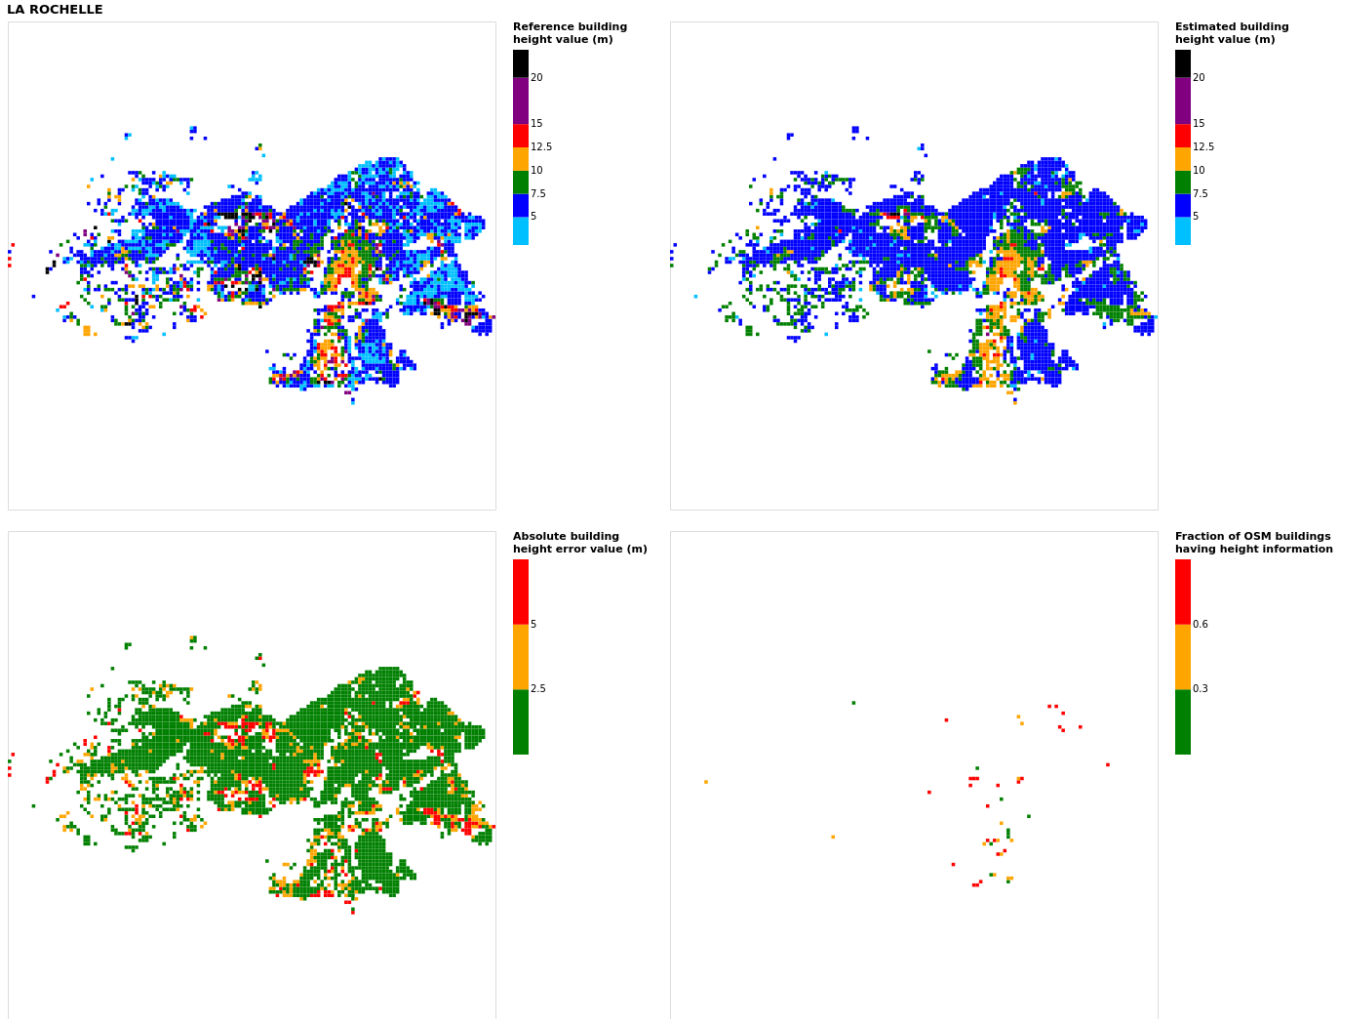 LA ROCHELLE
Reference building
height value (m)
20
15
12.5
10
7.5
5
Estimated building
height value (m)
20
15
12.5
10
7.5
5
Absolute building
height error value (m)
5
2.5
Fraction of OSM buildings
having height information
0.6
0.3